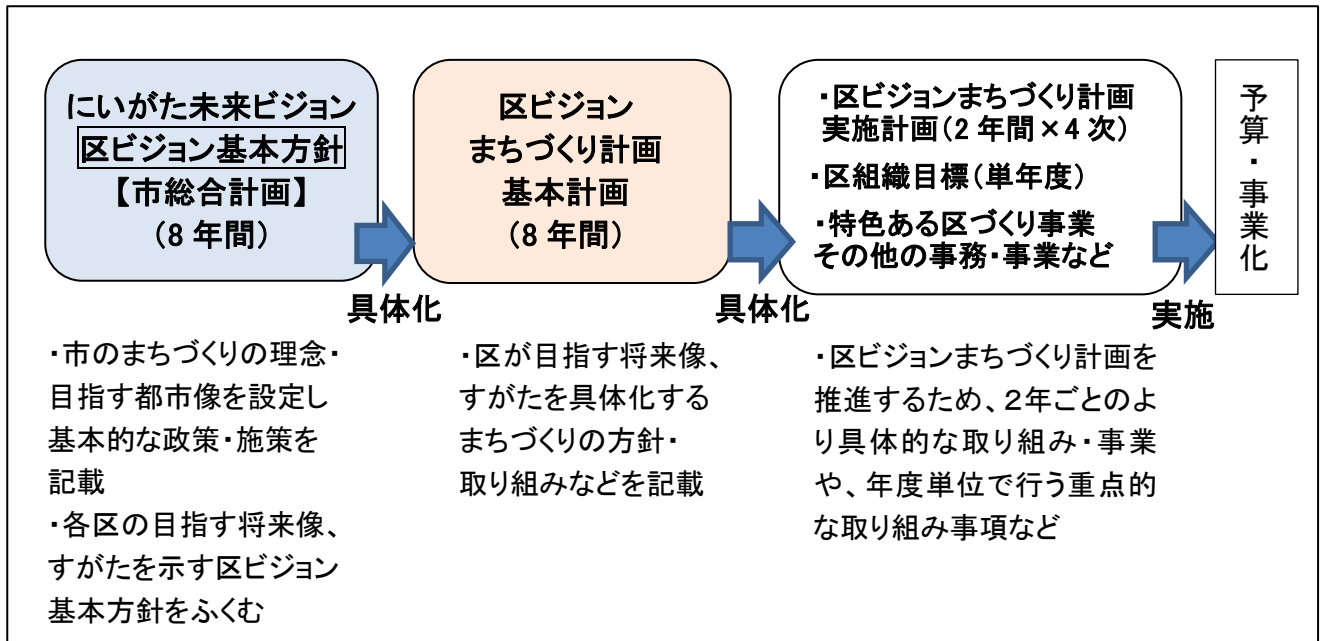 にいがた未来ビジョン
区ビジョン基本方針
【市総合計画】
(8年間)
具体化
・市のまちづくりの理念・
目指す都市像を設定し
基本的な政策・施策を
記載
・各区の目指す将来像、
すがたを示す区ビジョン
基本方針をふくむ
区ビジョン
まちづくり計画
基本計画
(8年間)
具体化
・区が目指す将来像、
すがたを具体化する
まちづくりの方針・
取り組みなどを記載
・区ビジョンまちづくり計画
実施計画(2年間×4次)
・区組織目標(単年度)
・特色ある区づくり事業
その他の事務・事業など
実施
・区ビジョンまちづくり計画を
推進するため、2年ごとのよ
り具体的な取り組み・事業
や、年度単位で行う重点的
な取り組み事項など
予算・事業化